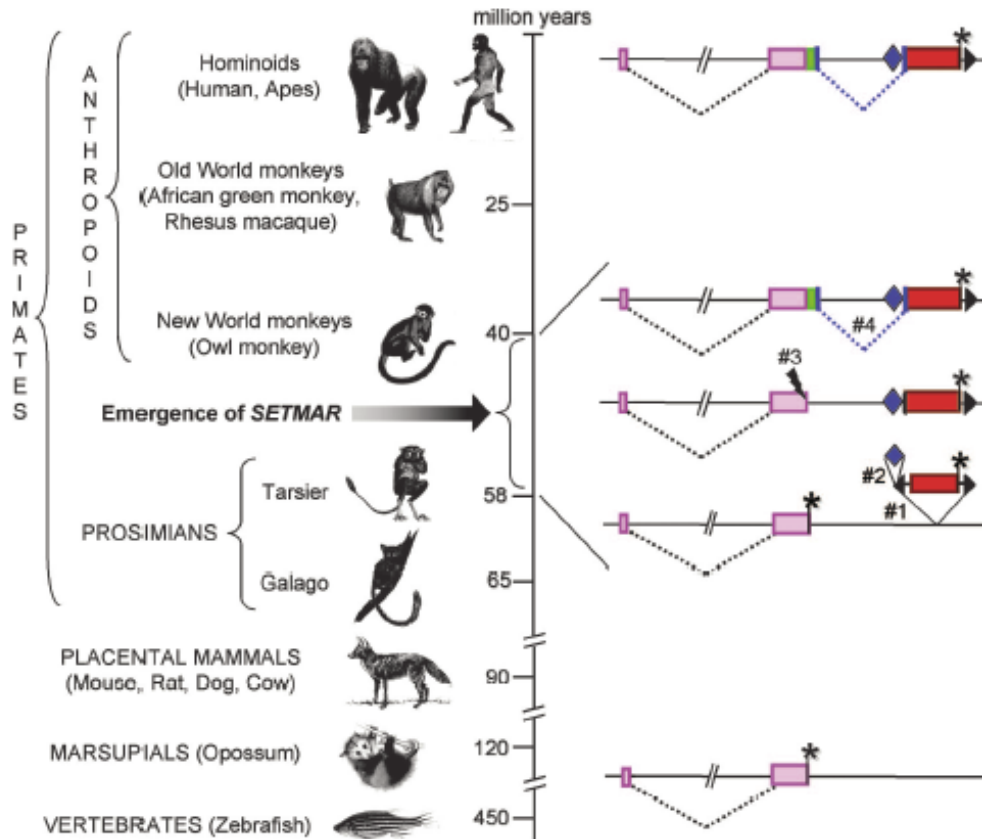 million years
PRIMATES
ANTHROPOIDS
Hominoids
(Human, Apes)
*
Old World monkeys
(African green monkey,
Rhesus macaque)
25
*
New World monkeys
(Owl monkey)
40
#4
#3
*
Emergence of SETMAR
*
#2
#1
Tarsier
58
*
PROSIMIANS
Galago
65
PLACENTAL MAMMALS
(Mouse, Rat, Dog, Cow)
90
MARSUPIALS (Opossum)
120
*
VERTEBRATES (Zebrafish)
450